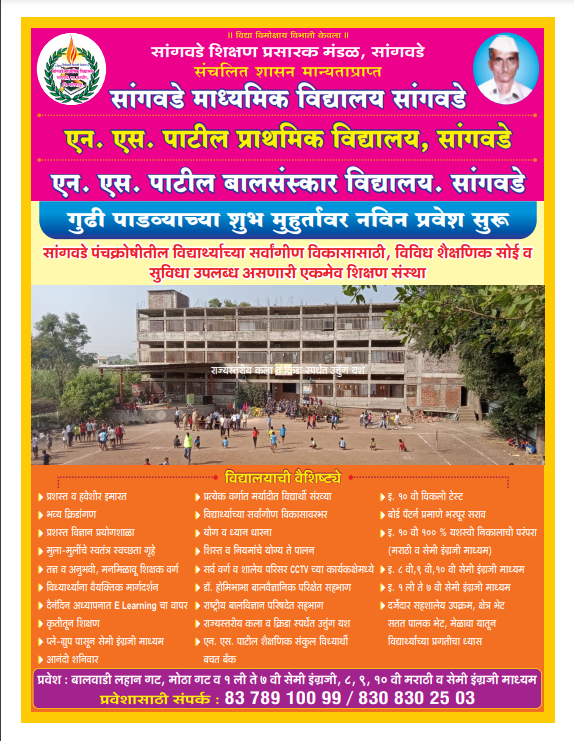 ॥ विद्या विमोक्षाय विभाती केवला ॥
सांगवडे शिक्षण प्रसारक मंडळ, सांगवडे
संचलित शासन मान्यताप्राप्त
सांगवडे माध्यमिक विद्यालय सांगवडे
एन. एस. पाटील प्राथमिक विद्यालय, सांगवडे
एन. एस. पाटील बालसंस्कार विद्यालय. सांगवडे
गुढी पाडव्याच्या शुभ मुहुर्तावर नविन प्रवेश सुरू
सांगवडे पंचक्रोषीतील विद्यार्थ्यांच्या सर्वांगीण विकासासाठी, विविध शैक्षणिक सोई व
सुविधा उपलब्ध असणारी एकमेव शिक्षण संस्था
राज्यस्तरीय कला व क्रिडा स्पर्धेत उत्तुंग यश
विद्यालयाची वैशिष्ट्ये
प्रशस्त व हवेशीर इमारत
भव्य क्रिडांगण
प्रशस्त विज्ञान प्रयोगशाळा
मुला-मुलींचे स्वतंत्र स्वच्छता गृहे
तज्ञ व अनुभवी, मनमिळावू शिक्षक वर्ग
विध्यार्थ्यांना वैयक्तिक मार्गदर्शन
दैनंदिन अध्यापनात E Learning चा वापर
कृतीतून शिक्षण
प्ले-ग्रुप पासून सेमी इंग्रजी माध्यम
आनंदी शनिवार
प्रत्येक वर्गात मर्यादीत विद्यार्थी संख्या
विद्यार्थ्यांच्या सर्वांगीण विकासावरभर
योग व ध्यान धारना
शिस्त व नियमांचे योग्य ते पालन
सर्व वर्ग व शालेय परिसर CCTV च्या कार्यकक्षेमध्ये
डॉ. होमिभाभा बालवैज्ञानिक परिक्षेत सहभाग
राष्ट्रीय बालविज्ञान परिषदेत सहभाग
राज्यस्तरीय कला व क्रिडा स्पर्धेत उत्तुंग यश
एन. एस. पाटील शैक्षणिक संकुल विध्यार्थी
बचत बँक
इ. १० वी विकली टेस्ट
बोर्ड पॅटर्न प्रमाणे भरपूर सराव
इ. १० वी १०० % यशस्वी निकालाची परंपरा
(मराठी व सेमी इंग्रजी माध्यम)
इ. ८ वी,९ वी,१० वी सेमी इंग्रजी माध्यम
इ. १ ली ते ७ वी सेमी इंग्रजी माध्यम
दर्जेदार सहशालेय उपक्रम, क्षेत्र भेट
सतत पालक भेट, मेळावा यातून
विद्यार्थ्यांच्या प्रगतीचा ध्यास
प्रवेश : बालवाडी लहान गट, मोठा गट व १ ली ते ७ वी सेमी इंग्रजी, ८, ९, १० वी मराठी व सेमी इंग्रजी माध्यम
प्रवेशासाठी संपर्क : 83 789 100 99 / 830 830 25 03